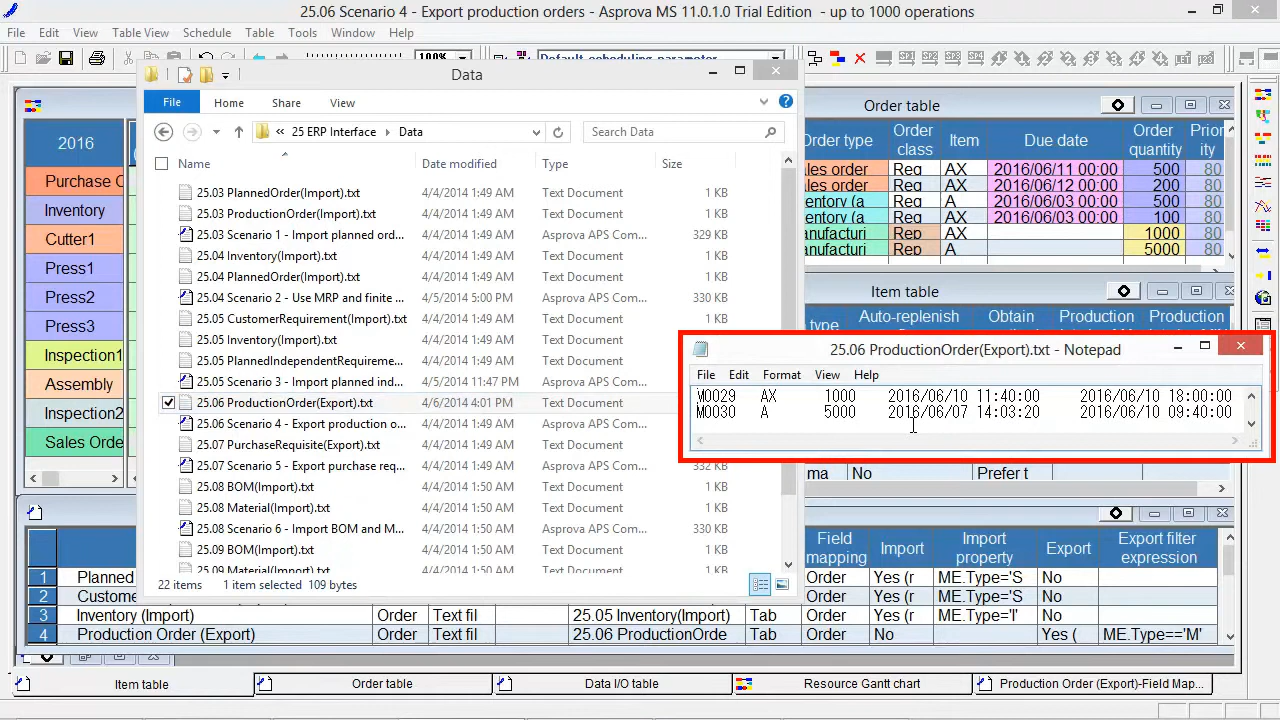 25.06 Scenario 4 - Export production orders - Asprova MS 11.0.1.0 Trial Edition - up to 1000 operations
File Edit View Table View Schedule Table Tools Window Help
100%
Default scheduling parameter
Data
File Home Share View
« 25 ERP Interface Data Search Data
Name Date modified Type Size
25.03 PlannedOrder(Import).txt 4/4/2014 1:49 AM Text Document 1 KB
25.03 ProductionOrder(Import).txt 4/4/2014 1:49 AM Text Document 1 KB
25.03 Scenario 1 - Import planned ord... 4/4/2014 1:49 AM Asprova APS Com... 329 KB
25.04 Inventory(Import).txt 4/4/2014 1:49 AM Text Document 1 KB
25.04 PlannedOrder(Import).txt 4/4/2014 1:49 AM Text Document 1 KB
25.04 Scenario 2 - Use MRP and finite ... 4/5/2014 5:00 PM Asprova APS Com... 330 KB
25.05 CustomerRequirement(Import).txt 4/4/2014 1:49 AM Text Document 1 KB
25.05 Inventory(Import).txt 4/4/2014 1:49 AM Text Document 1 KB
25.05 PlannedIndependentRequireme... 4/4/2014 1:49 AM Text Document 1 KB
25.05 Scenario 3 - Import planned ind... 4/5/2014 11:47 PM Asprova APS Com... 330 KB
25.06 ProductionOrder(Export).txt 4/6/2014 4:01 PM Text Document 1 KB
25.06 Scenario 4 - Export production o... 4/4/2014 1:49 AM Asprova APS Com... 330 KB
25.07 PurchaseRequisite(Export).txt 4/4/2014 1:50 AM Text Document 1 KB
25.07 Scenario 5 - Export purchase req... 4/4/2014 1:49 AM Asprova APS Com... 332 KB
25.08 BOM(Import).txt 4/4/2014 1:50 AM Text Document 1 KB
25.08 Material(Import).txt 4/4/2014 1:50 AM Text Document 1 KB
25.08 Scenario 6 - Import BOM and M... 4/4/2014 1:50 AM Asprova APS Com... 330 KB
25.09 BOM(Import).txt 4/4/2014 1:50 AM Text Document 1 KB
25.09 Material(Import).txt 4/4/2014 1:50 AM Text Document 1 KB
22 items 1 item selected 109 bytes
2016
Purchase O
Inventory
Cutter1
Press1
Press2
Press3
Inspection1
Assembly
Sales Orde
Order table
Order type Order class Item Due date Order quantity Prior ity
ales order Reg AX 2016/06/11 00:00 500 80
ales order Reg AX 2016/06/12 00:00 200 80
entory (a Reg A 2016/06/03 00:00 500 80
entory (a Reg AX 2016/06/03 00:00 100 80
anufacturi Rep AX 1000 80
anufacturi Rep A 5000 80
Item table
type Auto-replenish Obtain Production Production
25.06 ProductionOrder(Export).txt - Notepad
File Edit Format View Help
M0029 AX 1000 2016/06/10 11:40:00 2016/06/10 18:00:00
M0030 A 5000 2016/06/07 14:03:20 2016/06/10 09:40:00
ma No Prefer t
Field mapping Import Import property Export Export filter expression
1 Planned Order Yes (r ME.Type='S No
2 Custome Order Yes (r ME.Type='S No
3 Inventory (Import) Order Text fil 25.05 Inventory(Import) Tab Order Yes (r ME.Type='I' No
4 Production Order (Export) Order Text fil 25.06 ProductionOrde Tab Order No Yes ( ME.Type=='M'
Item table Order table Data I/O table Resource Gantt chart Production Order (Export)-Field Map...